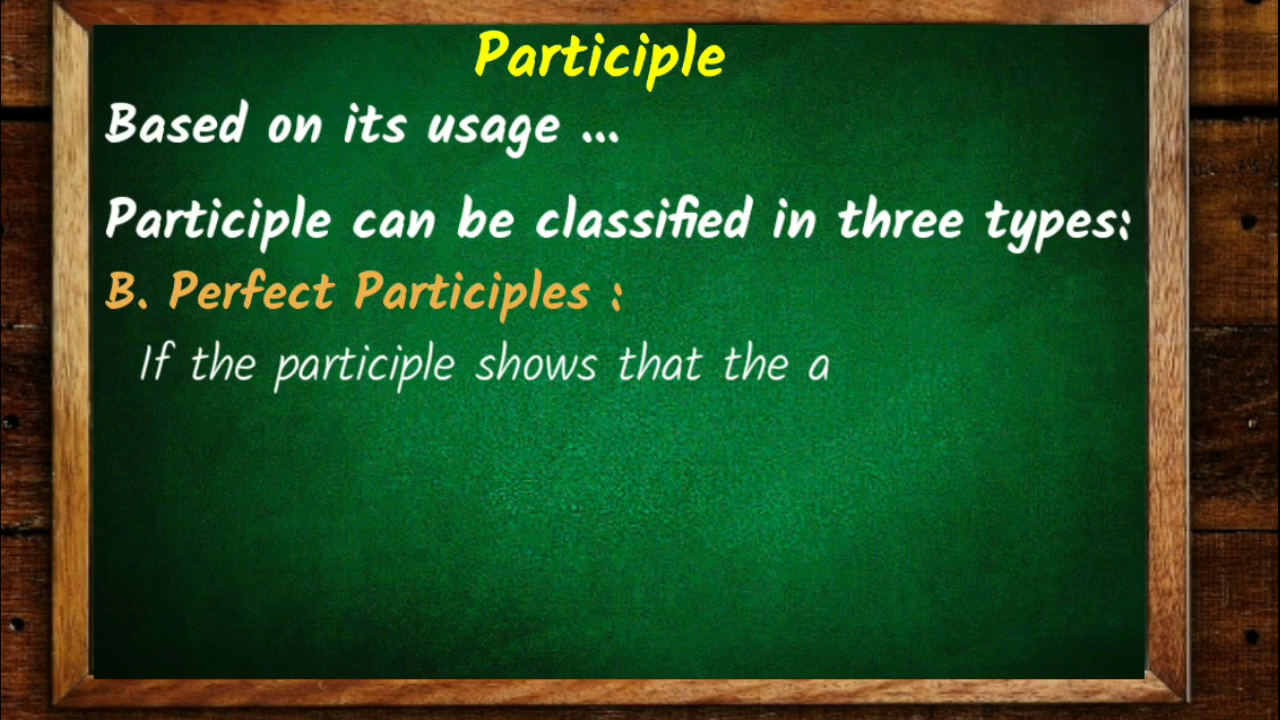 Participle
Based on its usage ...
Participle can be classified in three types:
B. Perfect Participles :
If the participle shows that the a